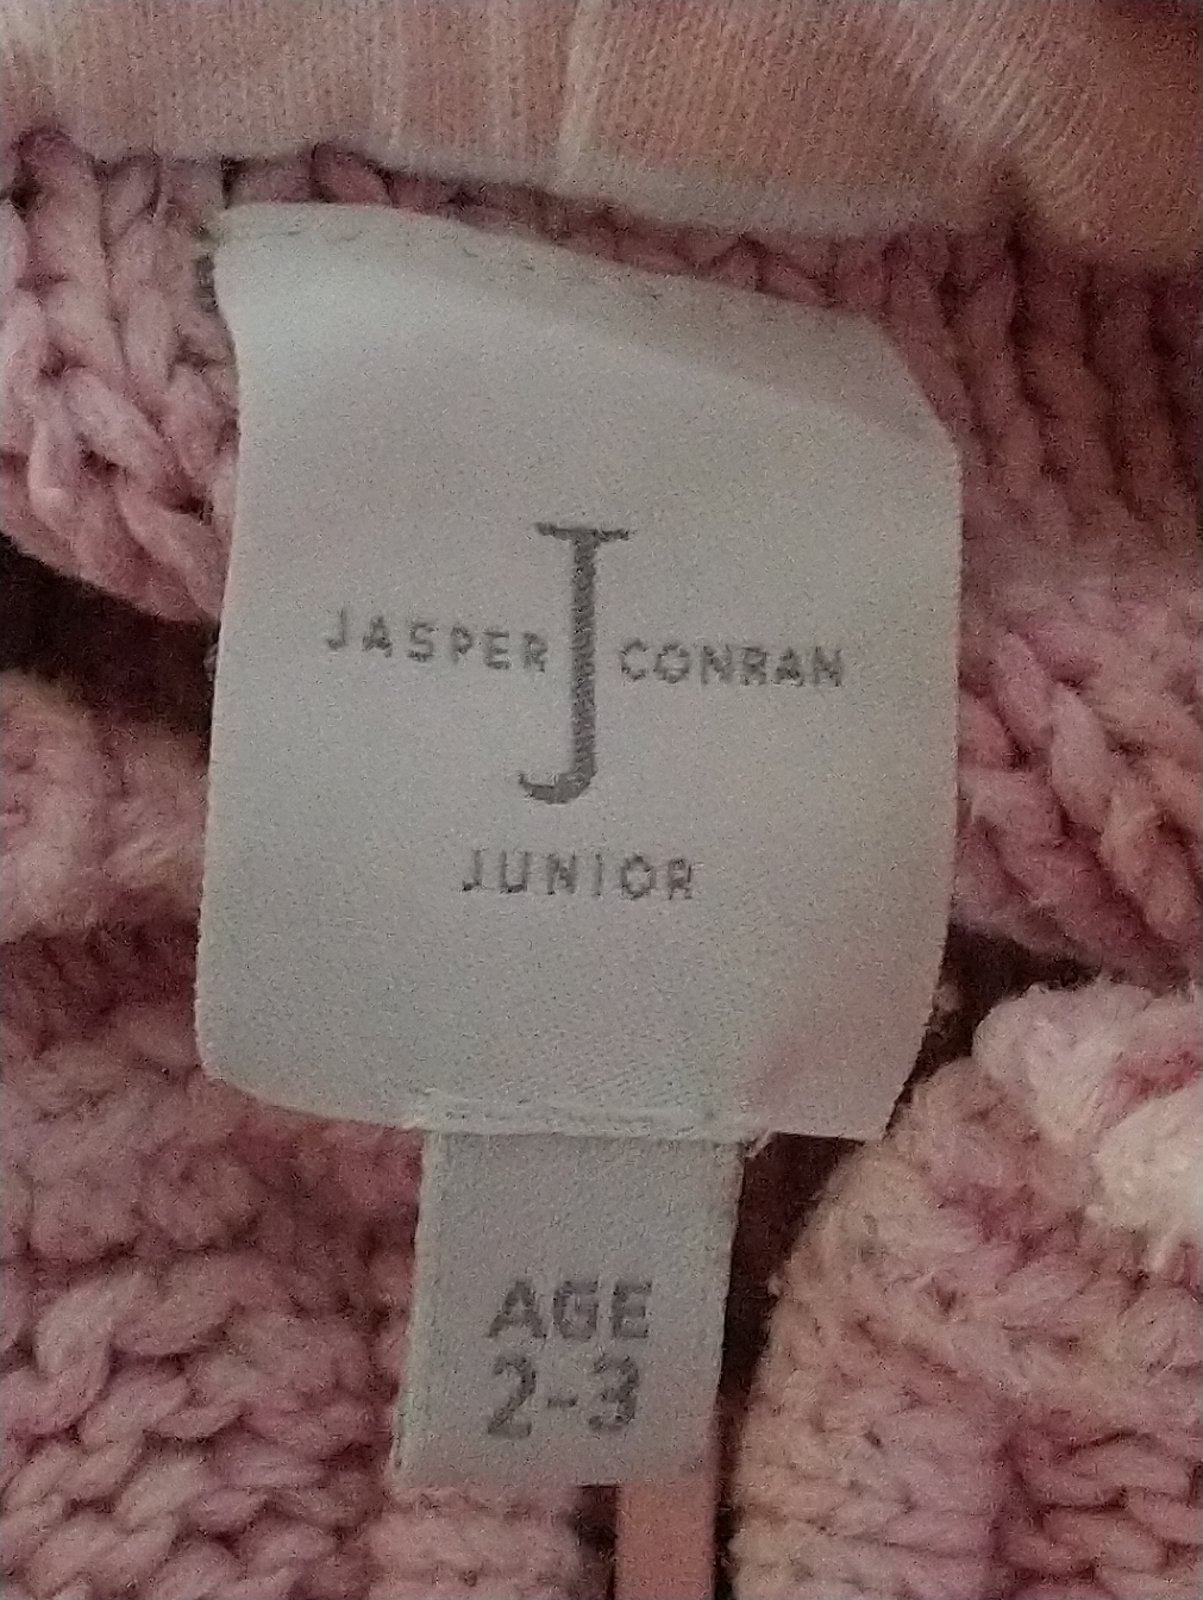 JASPER J CONRAN
JUNIOR
AGE
2-3